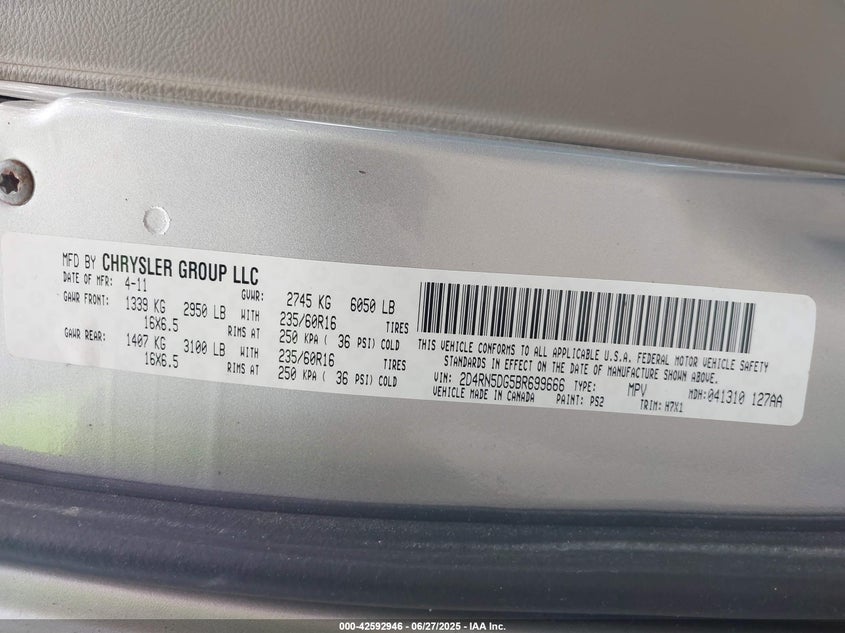 MFD BY CHRYSLER GROUP LLC
DATE OF MFR: 4-11 GVWR: 2745 KG 6050 LB
GAWR FRONT: 1339 KG 2950 LB WITH 235/60R16 TIRES
16X6.5 RIMS AT 250 KPA ( 36 PSI) COLD
GAWR REAR: 1407 KG 3100 LB WITH 235/60R16 TIRES
16X6.5 RIMS AT 250 KPA ( 36 PSI) COLD
THIS VEHICLE CONFORMS TO ALL APPLICABLE U.S.A. FEDERAL MOTOR VEHICLE SAFETY
STANDARDS IN EFFECT ON THE DATE OF MANUFACTURE SHOWN ABOVE.
VIN: 2D4RN5DG5BR699666 TYPE: MPV MDH:041310 127AA
VEHICLE MADE IN CANADA PAINT: PS2 TRIM: H7X1
000-42592946 - 06/27/2025 - IAA Inc.